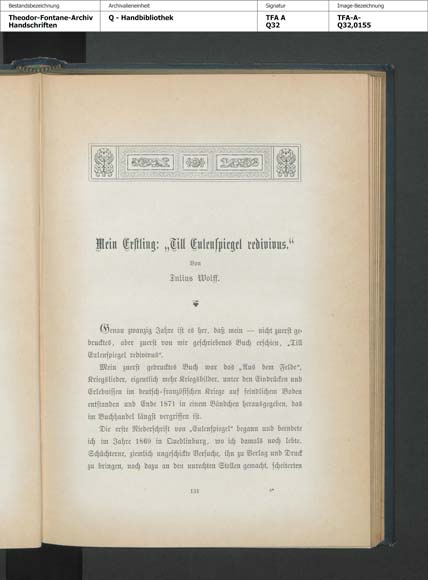 Bestandsbezeichnung
Archivalieneinheit
Signatur
Image-Bezeichnung
Theodor-Fontane-Archiv
Handschriften
Q - Handbibliothek
TFA A
Q32
TFA-A-
Q32,0155
Mein Erstling: „Till Eulenspiegel redivivus.“
Von
Julius Wolff.
Genau zwanzig Jahre ist es her, daß mein — nicht zuerst ge-
drucktes, aber zuerst von mir geschriebenes Buch erschien, „Till
Eulenspiegel redivivus“.
Mein zuerst gedrucktes Buch war das „Aus dem Felde“,
Kriegslieder, eigentlich mehr Kriegsbilder, unter den Eindrücken und
Erlebnissen im deutsch-französischen Kriege auf feindlichem Boden
entstanden und Ende 1871 in einem Bändchen herausgegeben, das
im Buchhandel längst vergriffen ist.
Die erste Niederschrift von „Eulenspiegel“ begann und beendete
ich im Jahre 1869 in Quedlinburg, wo ich damals noch lebte.
Schüchterne, ziemlich ungeschickte Versuche, ihn zu Verlag und Druck
zu bringen, noch dazu an den unrechten Stellen gemacht, scheiterten
131